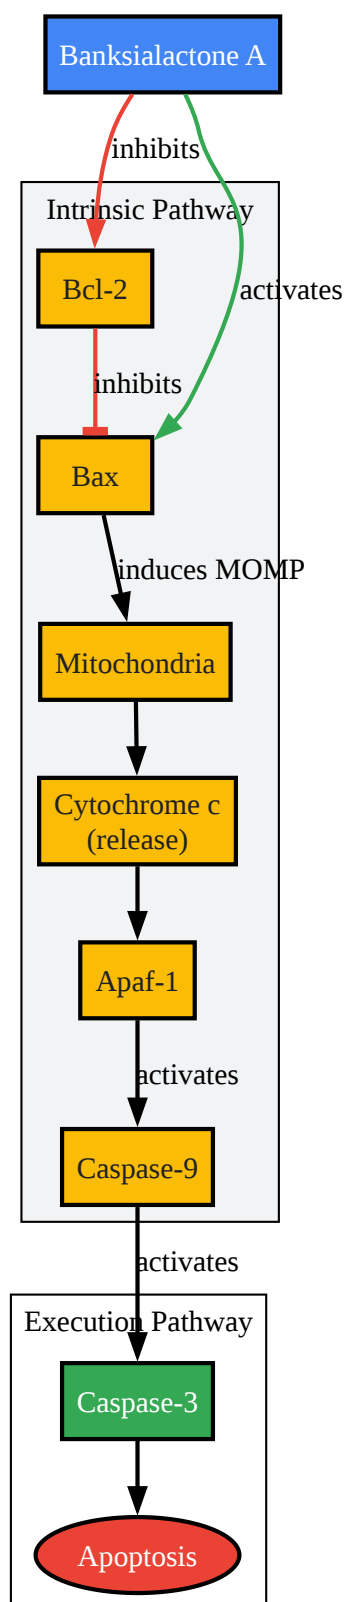 Banksialactone A
inhibits
Intrinsic Pathway
Bcl-2
activates
inhibits
Bax
induces MOMP
Mitochondria
Cytochrome c
(release)
Apaf-1
activates
Caspase-9
activates
Execution Pathway
Caspase-3
Apoptosis